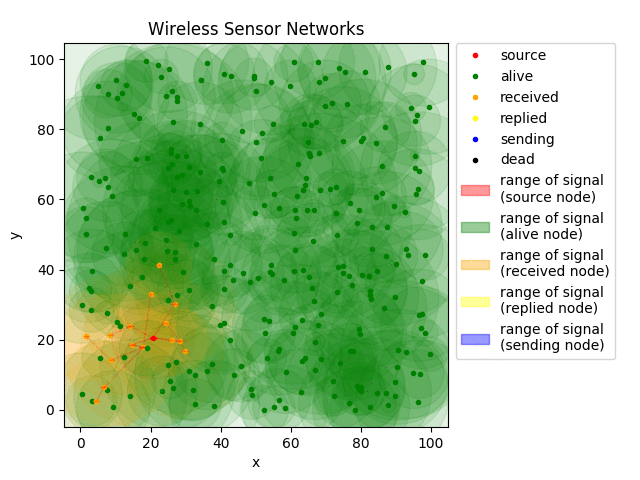 Wireless Sensor Networks
100
80
60
40
20
0
y
0 20 40 60 80 100
x
source
alive
received
replied
sending
dead
range of signal
(source node)
range of signal
(alive node)
range of signal
(received node)
range of signal
(replied node)
range of signal
(sending node)